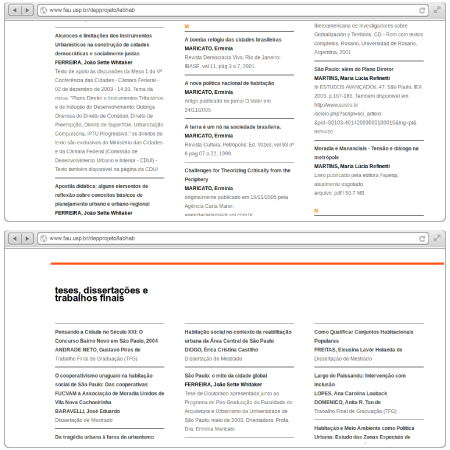 www.fau.usp.br/depprojeto/labhab
Alcances e limitações dos Instrumentos
Urbanísticos na construção de cidades
democráticas e socialmente justas
FERREIRA, João Sette Whitaker
Texto de apoio às discussões da Mesa 1 da Vª
Conferência das Cidades - Câmara Federal -
02 de dezembro de 2003 - 14:30. Tema da
mesa: "Plano Diretor e Instrumentos Tributários
e de Indução do Desenvolvimento: Outorga
Onerosa do Direito de Construir, Direito de
Preempção, Direito de Superfície, Urbanização
Compulsória, IPTU Progressivo." os direitos do
texto são exclusivos do Ministério das Cidades
e da Câmara Federal (Comissão de
Desenvolvimento Urbano e Interior - CDUI) -
Texto também disponível na página da CDUI
Apostila didática: alguns elementos de
reflexão sobre conceitos básicos de
planejamento urbano e urbano-regional
FERREIRA, João Sette Whitaker
M
A bomba relógio das cidades brasileiras
MARICATO, Ermínia
Revista Democracia Viva, Rio de Janeiro:
IBASE, vol 11, pág 3 a 7, 2001.
A nova política nacional de habitação
MARICATO, Ermínia
Artigo publicado no jornal O Valor em
24/11/2005
A terra é um nó na sociedade brasileira.
MARICATO, Ermínia
Revista Cultura, Petrópolis: Ed. Vozes, vol 93 nº
6 pág 07 a 22, 1999.
Challenges for Theorizing Critically from the
Periphery
MARICATO, Ermínia
originalmente publicado em 19/11/2005 pela
Agência Carta Maior.
Iberoamericano de Investigadores sobre
Globalización y Território. CD - Rom com textos
completos. Rosario, Universidad de Rosario,
Argentina, 2001.
São Paulo: além do Plano Diretor
MARTINS, Maria Lúcia Refinetti
in ESTUDOS AVANÇADOS, 47. São Paulo, IEA
2003, p.167-186. Também disponível em
http://www.scielo.br
/scielo.php?script=sci_arttext
&pid=S0103-40142003000100010&lng=pt&
nrm=iso
Moradia e Mananciais - Tensão e diálogo na
metrópole
MARTINS, Maria Lúcia Refinetti
Livro publicado pela editora Fapesp,
atualmente esgotado
arquivo .pdf / 50.7 MB
N
www.fau.usp.br/depprojeto/labhab
teses, dissertações e
trabalhos finais
Pensando a Cidade no Século XXI: O
Concurso Bairro Novo em São Paulo, 2004
ANDRADE NETO, Gustavo Pires de
Trabalho Final de Graduação (TFG)
O cooperativismo uruguaio na habitação
social de São Paulo: Das cooperativas
FUCVAM à Associação de Moradia Unidos de
Vila Nova Cachoeirinha
BARAVELLI, José Eduardo
Dissertação de Mestrado
Da tragédia urbana à farsa do urbanismo
Habitação social no contexto da reabilitação
urbana da Área Central de São Paulo
DIOGO, Érica Cristina Castilho
Dissertação de Mestrado
São Paulo: o mito da cidade global
FERREIRA, João Sette Whitaker
Tese de Doutorado apresentada junto ao
Programa de Pós-Graduação da Faculdade de
Arquitetura e Urbanismo da Universidade de
São Paulo, maio de 2003. Orientadora: Profa.
Dra. Ermínia Maricato
Como Qualificar Conjuntos Habitacionais
Populares
FREITAS, Eleusina Lavôr Holanda de
Dissertação de Mestrado
Largo do Paissandu: Intervenção com
Inclusão
LOPES, Ana Carolina Louback
DOMENICO, Anita R. Tun de
Trabalho Final de Graduação (TFG)
Habitação e Meio Ambiente como Política
Urbana: Estudo das Zonas Especiais de